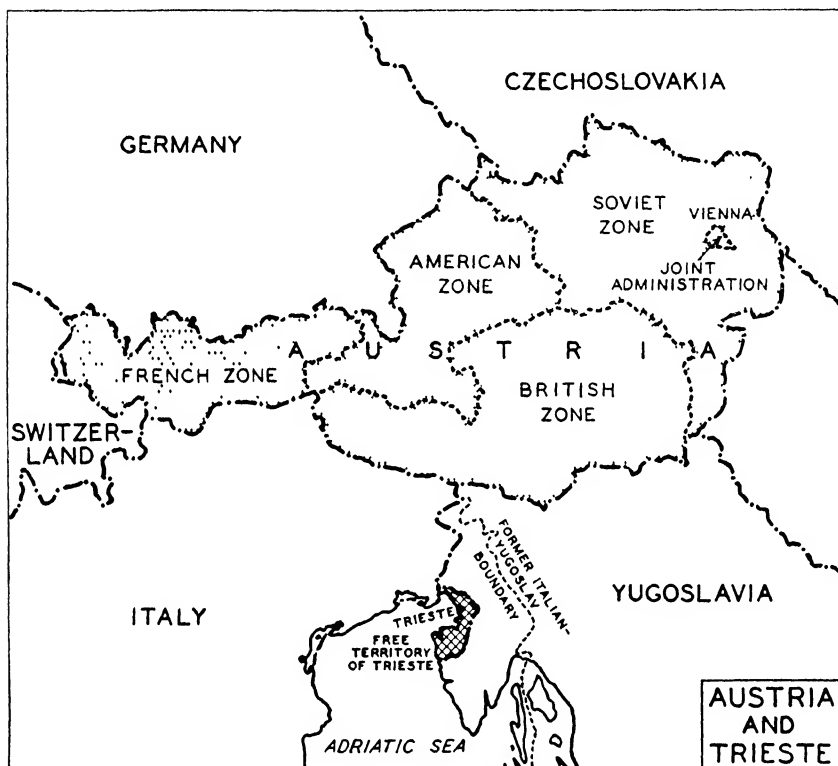 CZECHOSLOVAKIA
GERMANY
SOVIET
ZONE
VIENNA
AMERICAN
ZONE
JOINT
ADMINISTRATION
A U S T R I A
FRENCH ZONE
BRITISH
ZONE
SWITZER-
LAND
FORMER ITALIAN-
YUGOSLAV
BOUNDARY
ITALY
YUGOSLAVIA
TRIESTE
FREE
TERRITORY
OF TRIESTE
ADRIATIC SEA
AUSTRIA
AND
TRIESTE